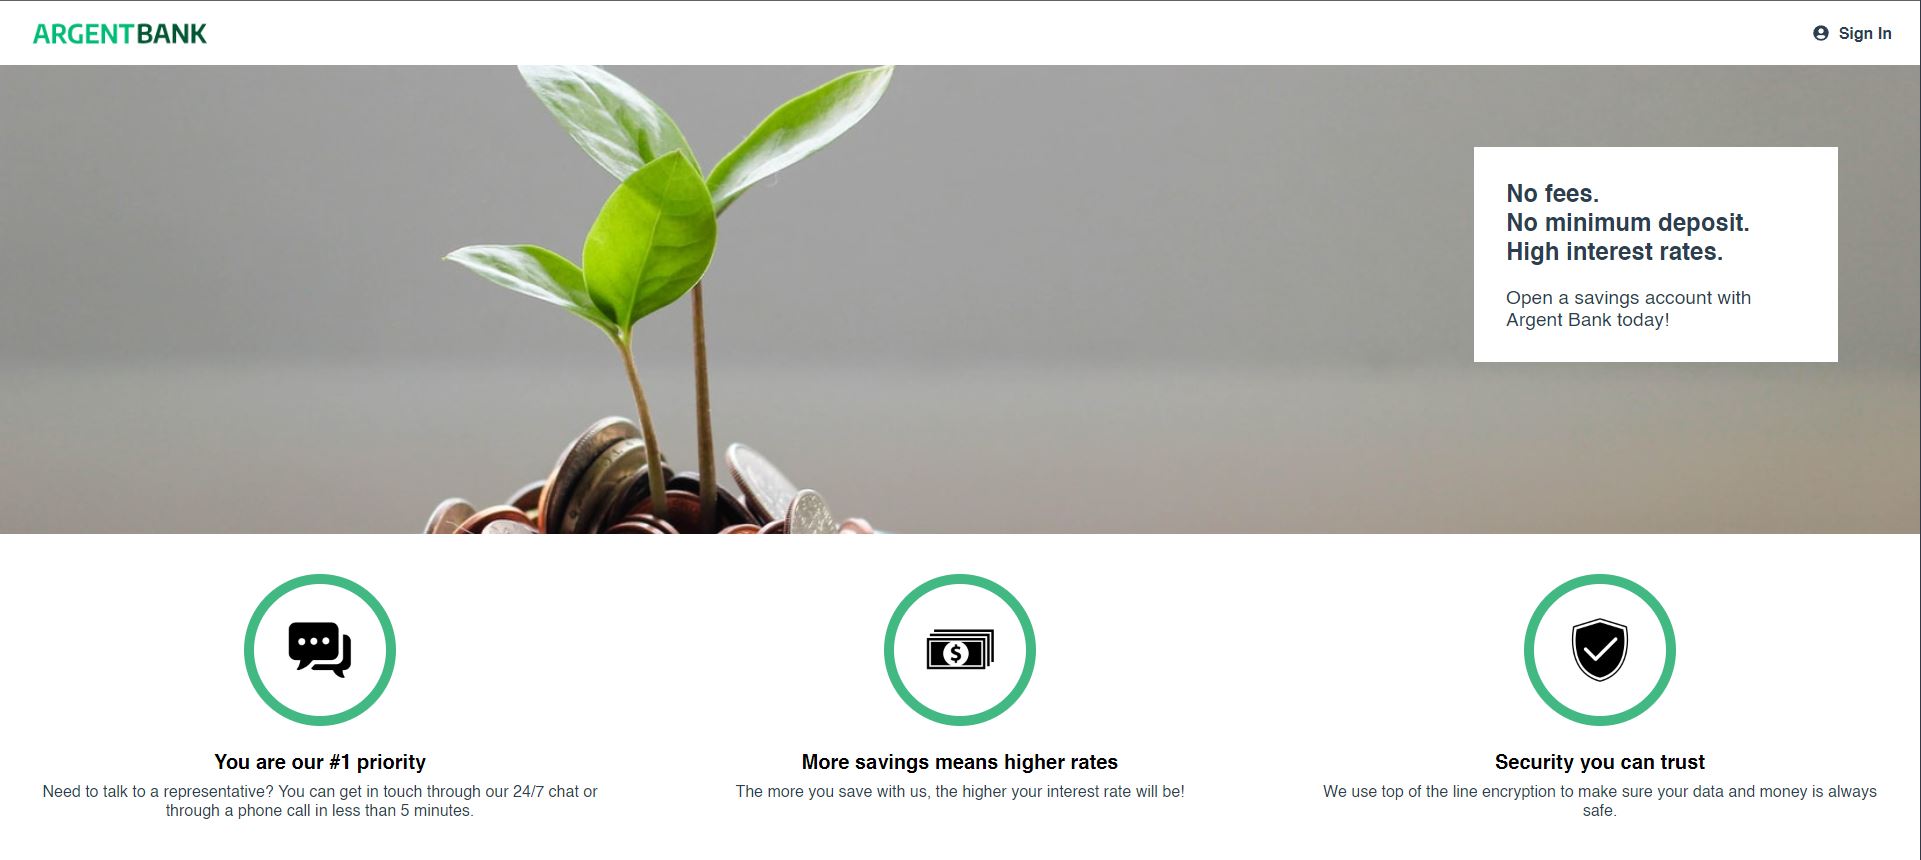 ARGENTBANK
Sign In
No fees.
No minimum deposit.
High interest rates.
Open a savings account with
Argent Bank today!
You are our #1 priority
Need to talk to a representative? You can get in touch through our 24/7 chat or
through a phone call in less than 5 minutes.
More savings means higher rates
The more you save with us, the higher your interest rate will be!
Security you can trust
We use top of the line encryption to make sure your data and money is always
safe.